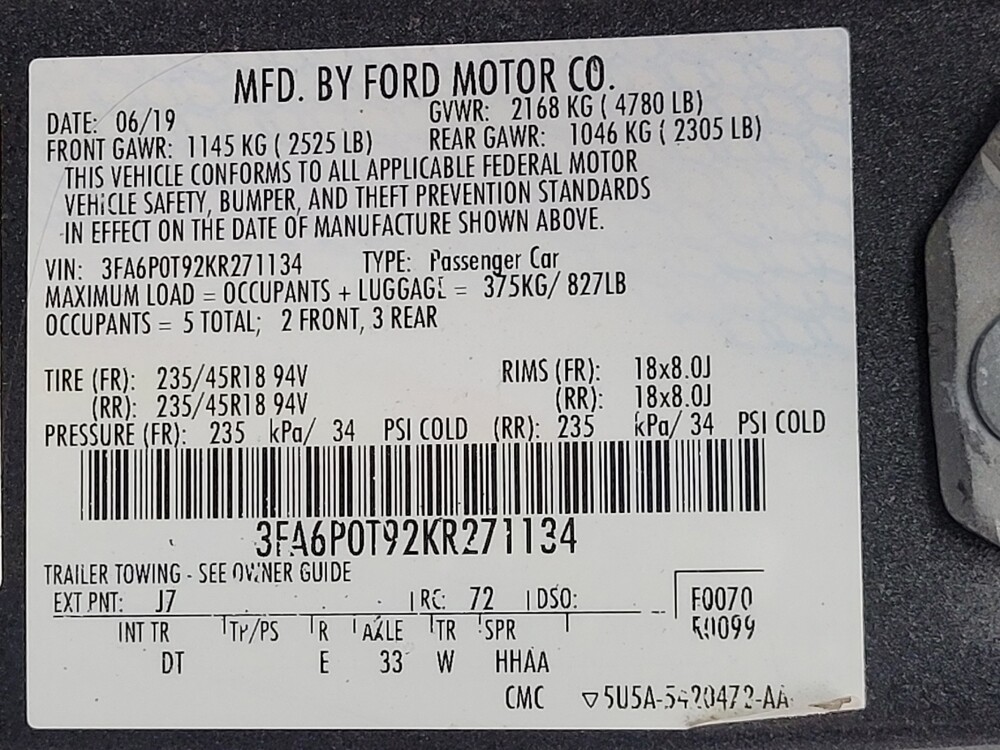 MFD. BY FORD MOTOR CO.
DATE: 06/19 GVWR: 2168 KG ( 4780 LB)
FRONT GAWR: 1145 KG ( 2525 LB) REAR GAWR: 1046 KG ( 2305 LB)
THIS VEHICLE CONFORMS TO ALL APPLICABLE FEDERAL MOTOR
VEHICLE SAFETY, BUMPER, AND THEFT PREVENTION STANDARDS
IN EFFECT ON THE DATE OF MANUFACTURE SHOWN ABOVE.
VIN: 3FA6P0T92KR271134 TYPE: Passenger Car
MAXIMUM LOAD = OCCUPANTS + LUGGAGE = 375KG/ 827LB
OCCUPANTS = 5 TOTAL; 2 FRONT, 3 REAR
TIRE (FR): 235/45R18 94V RIMS (FR): 18x8.0J
(RR): 235/45R18 94V (RR): 18x8.0J
PRESSURE (FR): 235 kPa/ 34 PSI COLD (RR): 235 kPa/ 34 PSI COLD
3FA6P0T92KR271134
TRAILER TOWING - SEE OWNER GUIDE
EXT PNT: J7 RC: 72 DSO: F0070
INT TR TP/PS R AXLE TR SPR R0099
DT E 33 W HHAA
CMC ▽5U5A-5420472-AA